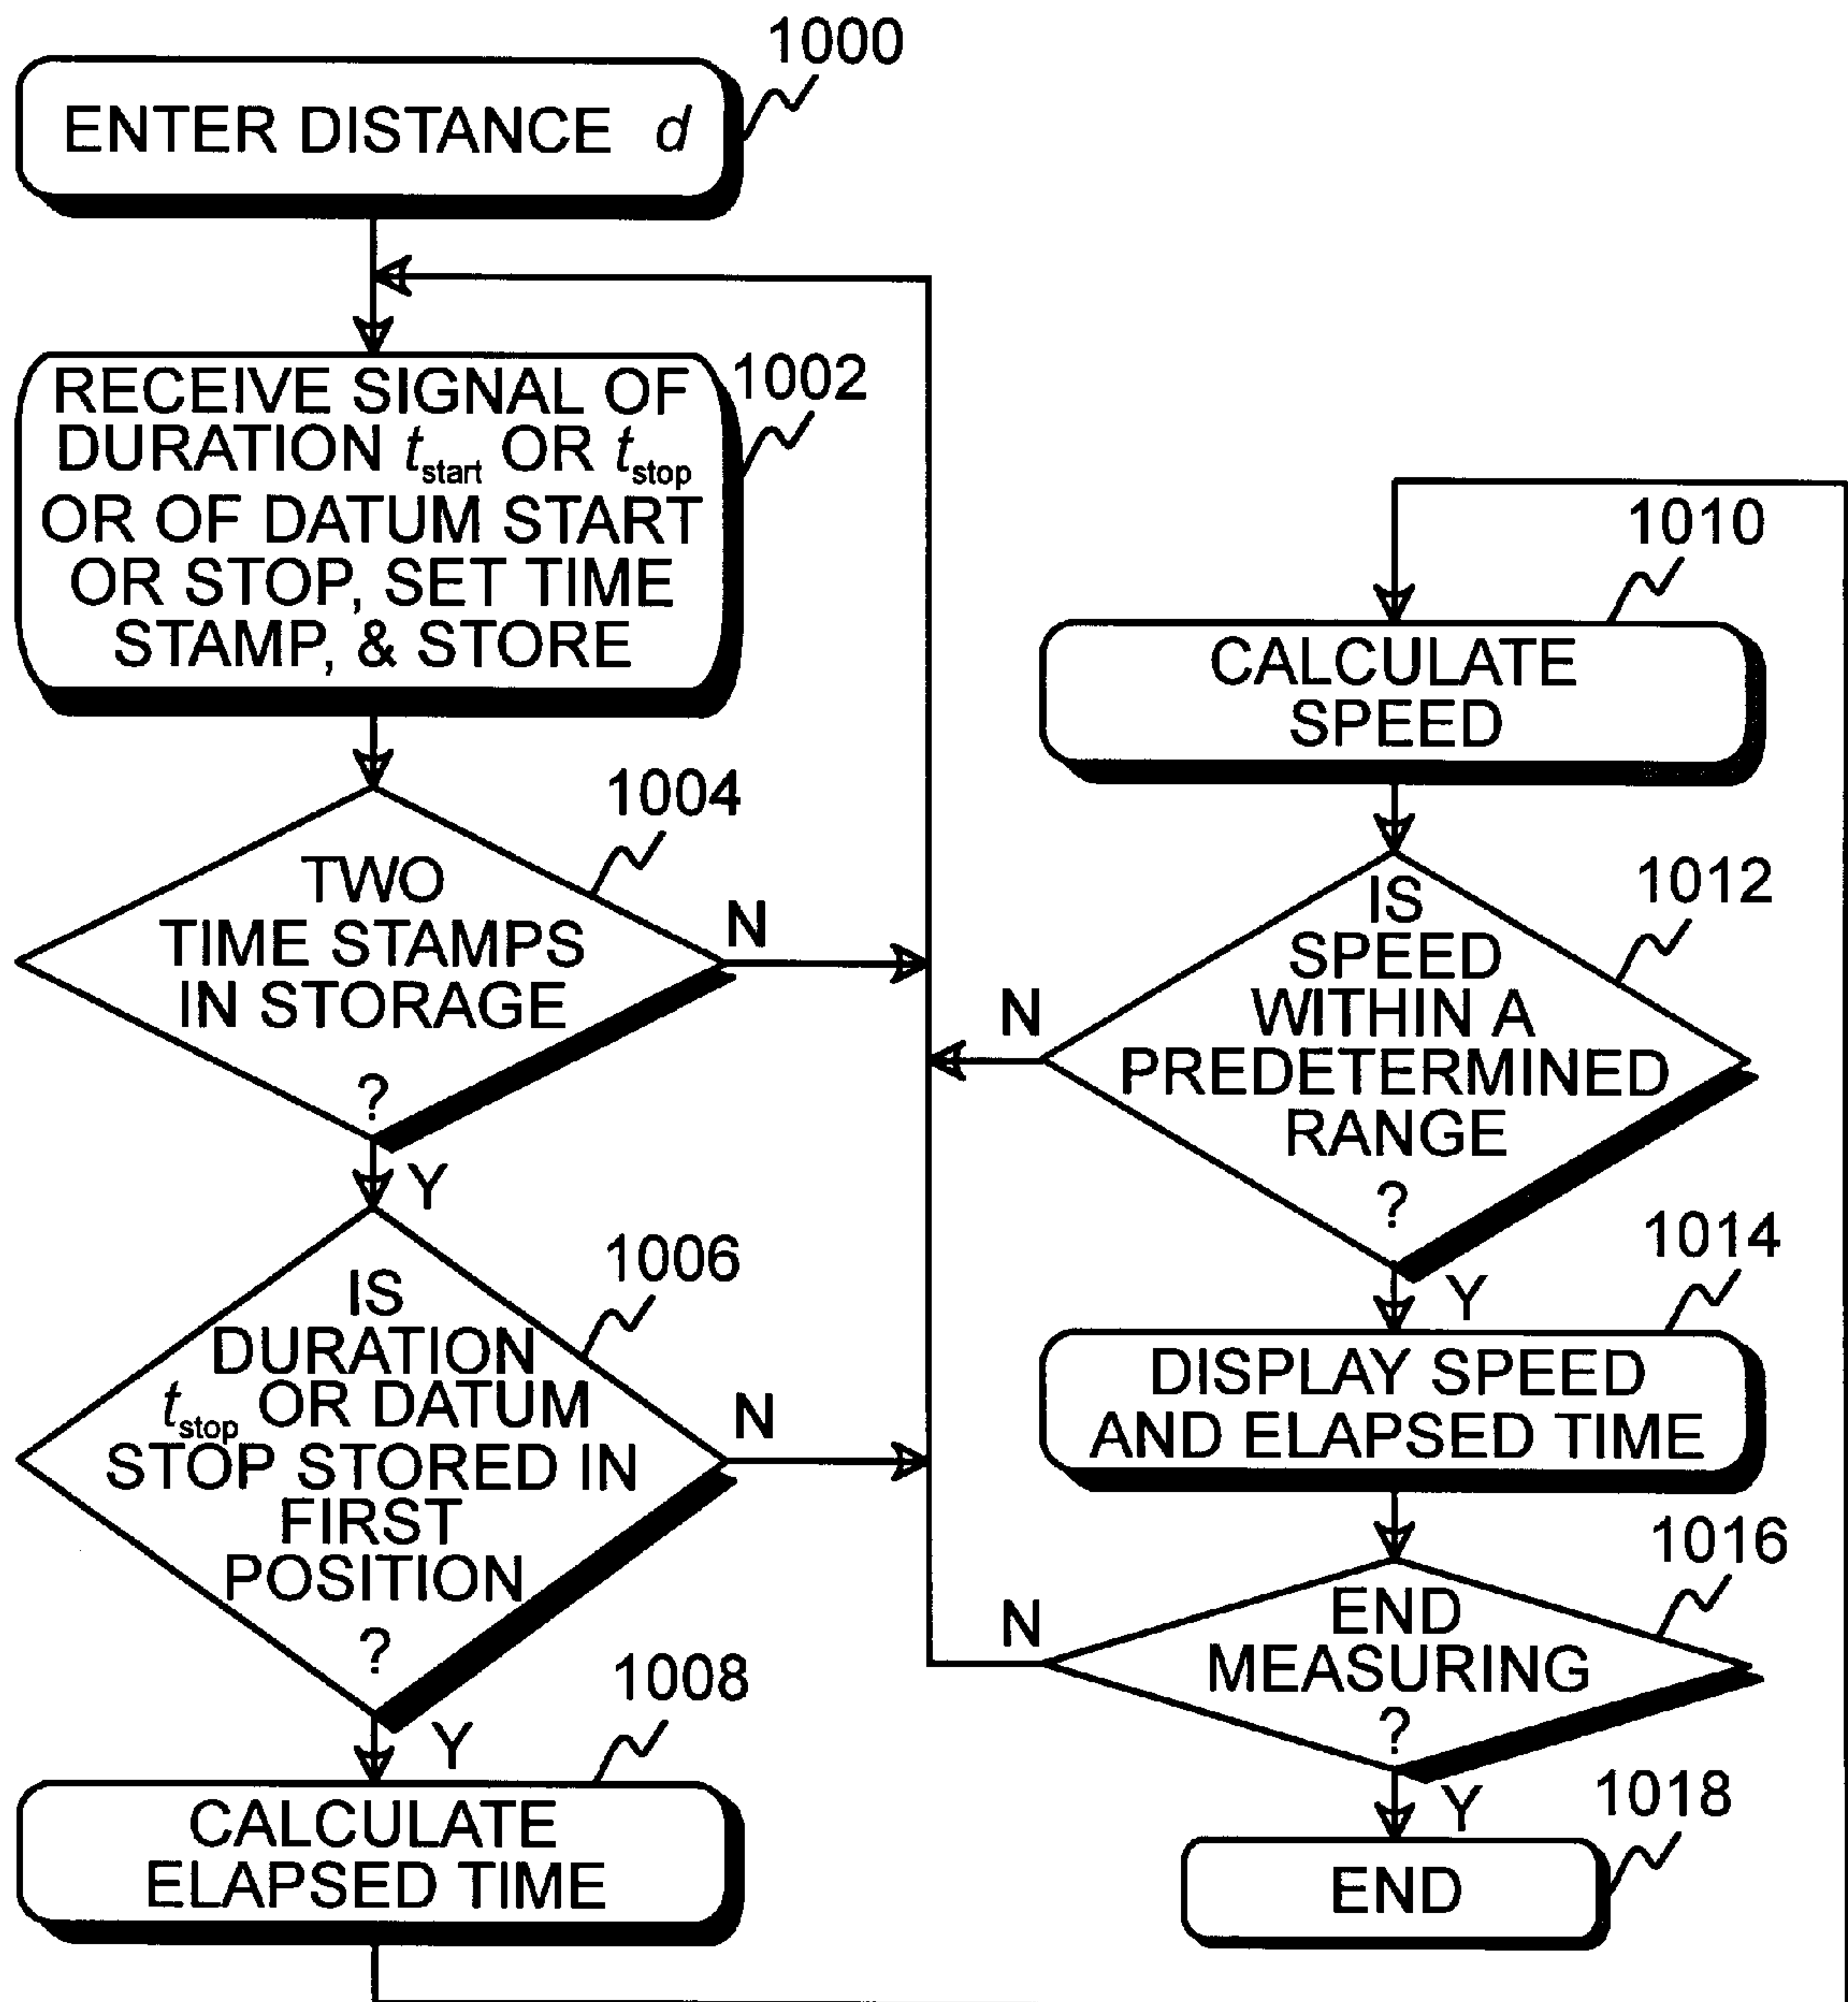 1000
ENTER DISTANCE d
1002
RECEIVE SIGNAL OF
DURATION tstart OR tstop
OR OF DATUM START
OR STOP, SET TIME
STAMP, & STORE
1004
TWO
TIME STAMPS
IN STORAGE
?
N
Y
1006
IS
DURATION
tstop OR DATUM
STOP STORED IN
FIRST
POSITION
?
N
Y
1008
CALCULATE
ELAPSED TIME
1010
CALCULATE
SPEED
1012
IS
SPEED
WITHIN A
PREDETERMINED
RANGE
?
N
Y
1014
DISPLAY SPEED
AND ELAPSED TIME
1016
END
MEASURING
?
N
Y
1018
END